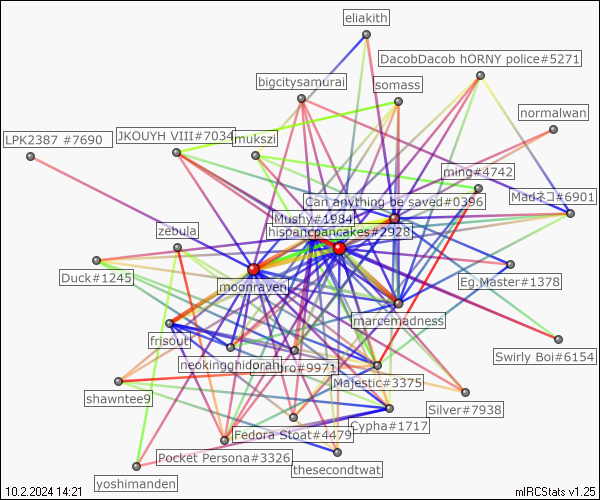 eliakith
DacobDacob hORNY police#5271
bigcitysamurai
somass
normalwan
LPK2387 #7690
JKOUYH VIII#7034
mukszi
ming#4742
Can anything be saved#0396
Madネコ#6901
Mushy#1984
zebula
hispanicpancakes#2928
Duck#1245
moonraven
Eg.Master#1378
marcemadness
frisout
Swirly Boi#6154
neokingghidorah
ro#9971
Majestic#3375
shawntee9
Silver#7938
Cypha#1717
Fedora Stoat#4479
Pocket Persona#3326
thesecondtwat
yoshimanden
10.2.2024 14:21
mIRCStats v1.25